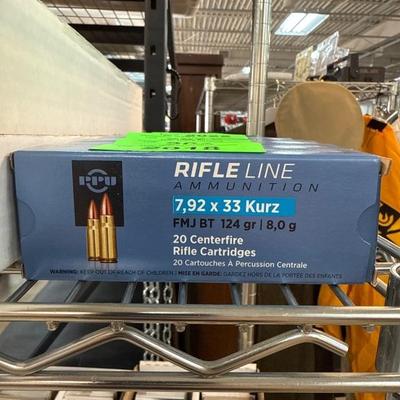 PPU
RIFLE LINE
AMMUNITION
7,92 x 33 Kurz
FMJ BT 124 gr | 8,0 g
20 Centerfire
Rifle Cartridges
20 Cartouches À Percussion Centrale
WARNING: KEEP OUT OF REACH OF CHILDREN | MISE EN GARDE: GARDEZ HORS DE LA PORTÉE DES ENFANTS